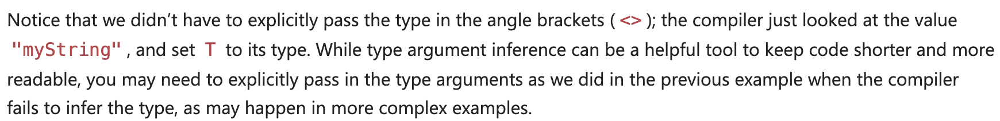 Notice that we didn’t have to explicitly pass the type in the angle brackets ( <> ); the compiler just looked at the value
"myString" , and set T to its type. While type argument inference can be a helpful tool to keep code shorter and more
readable, you may need to explicitly pass in the type arguments as we did in the previous example when the compiler
fails to infer the type, as may happen in more complex examples.